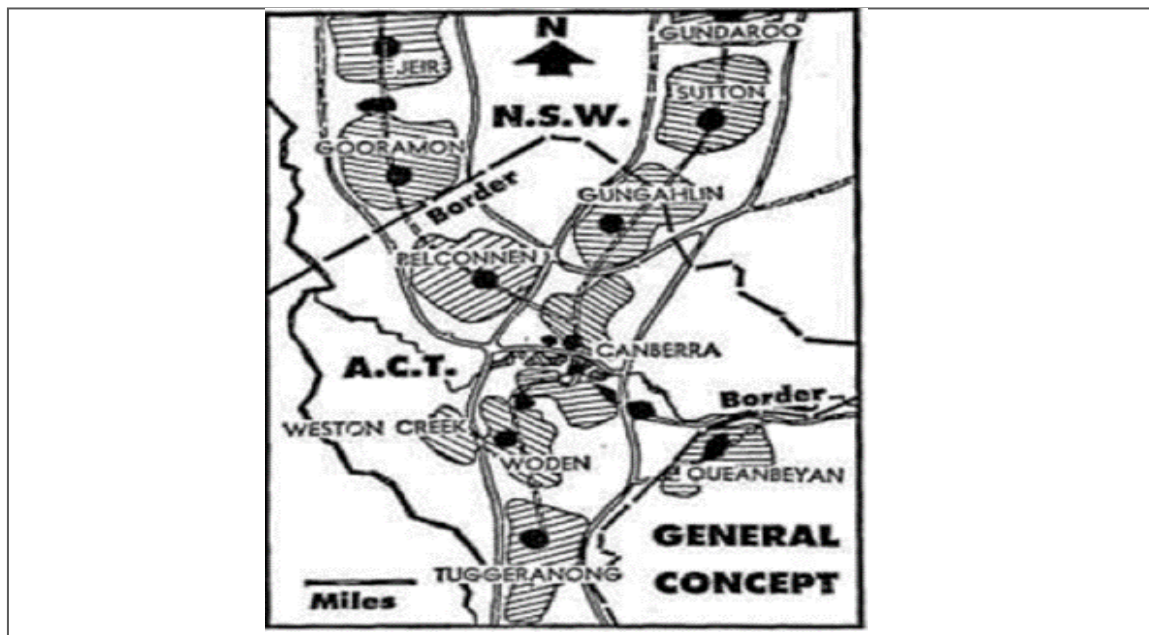 N
GUNDAROO
JEIR
SUTTON
N.S.W.
GOORAMON
GUNGAHLIN
Border
BELCONNEN
CANBERRA
A.C.T.
Border
WESTON CREEK
WODEN
QUEANBEYAN
GENERAL
CONCEPT
TUGGERANONG
Miles